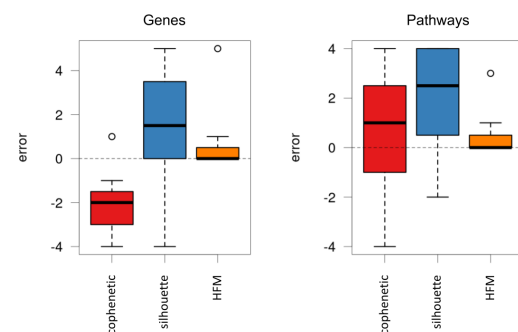 Genes
Pathways
error
4
2
0
-2
-4
cophenetic
silhouette
HFM
error
4
2
0
-2
-4
cophenetic
silhouette
HFM